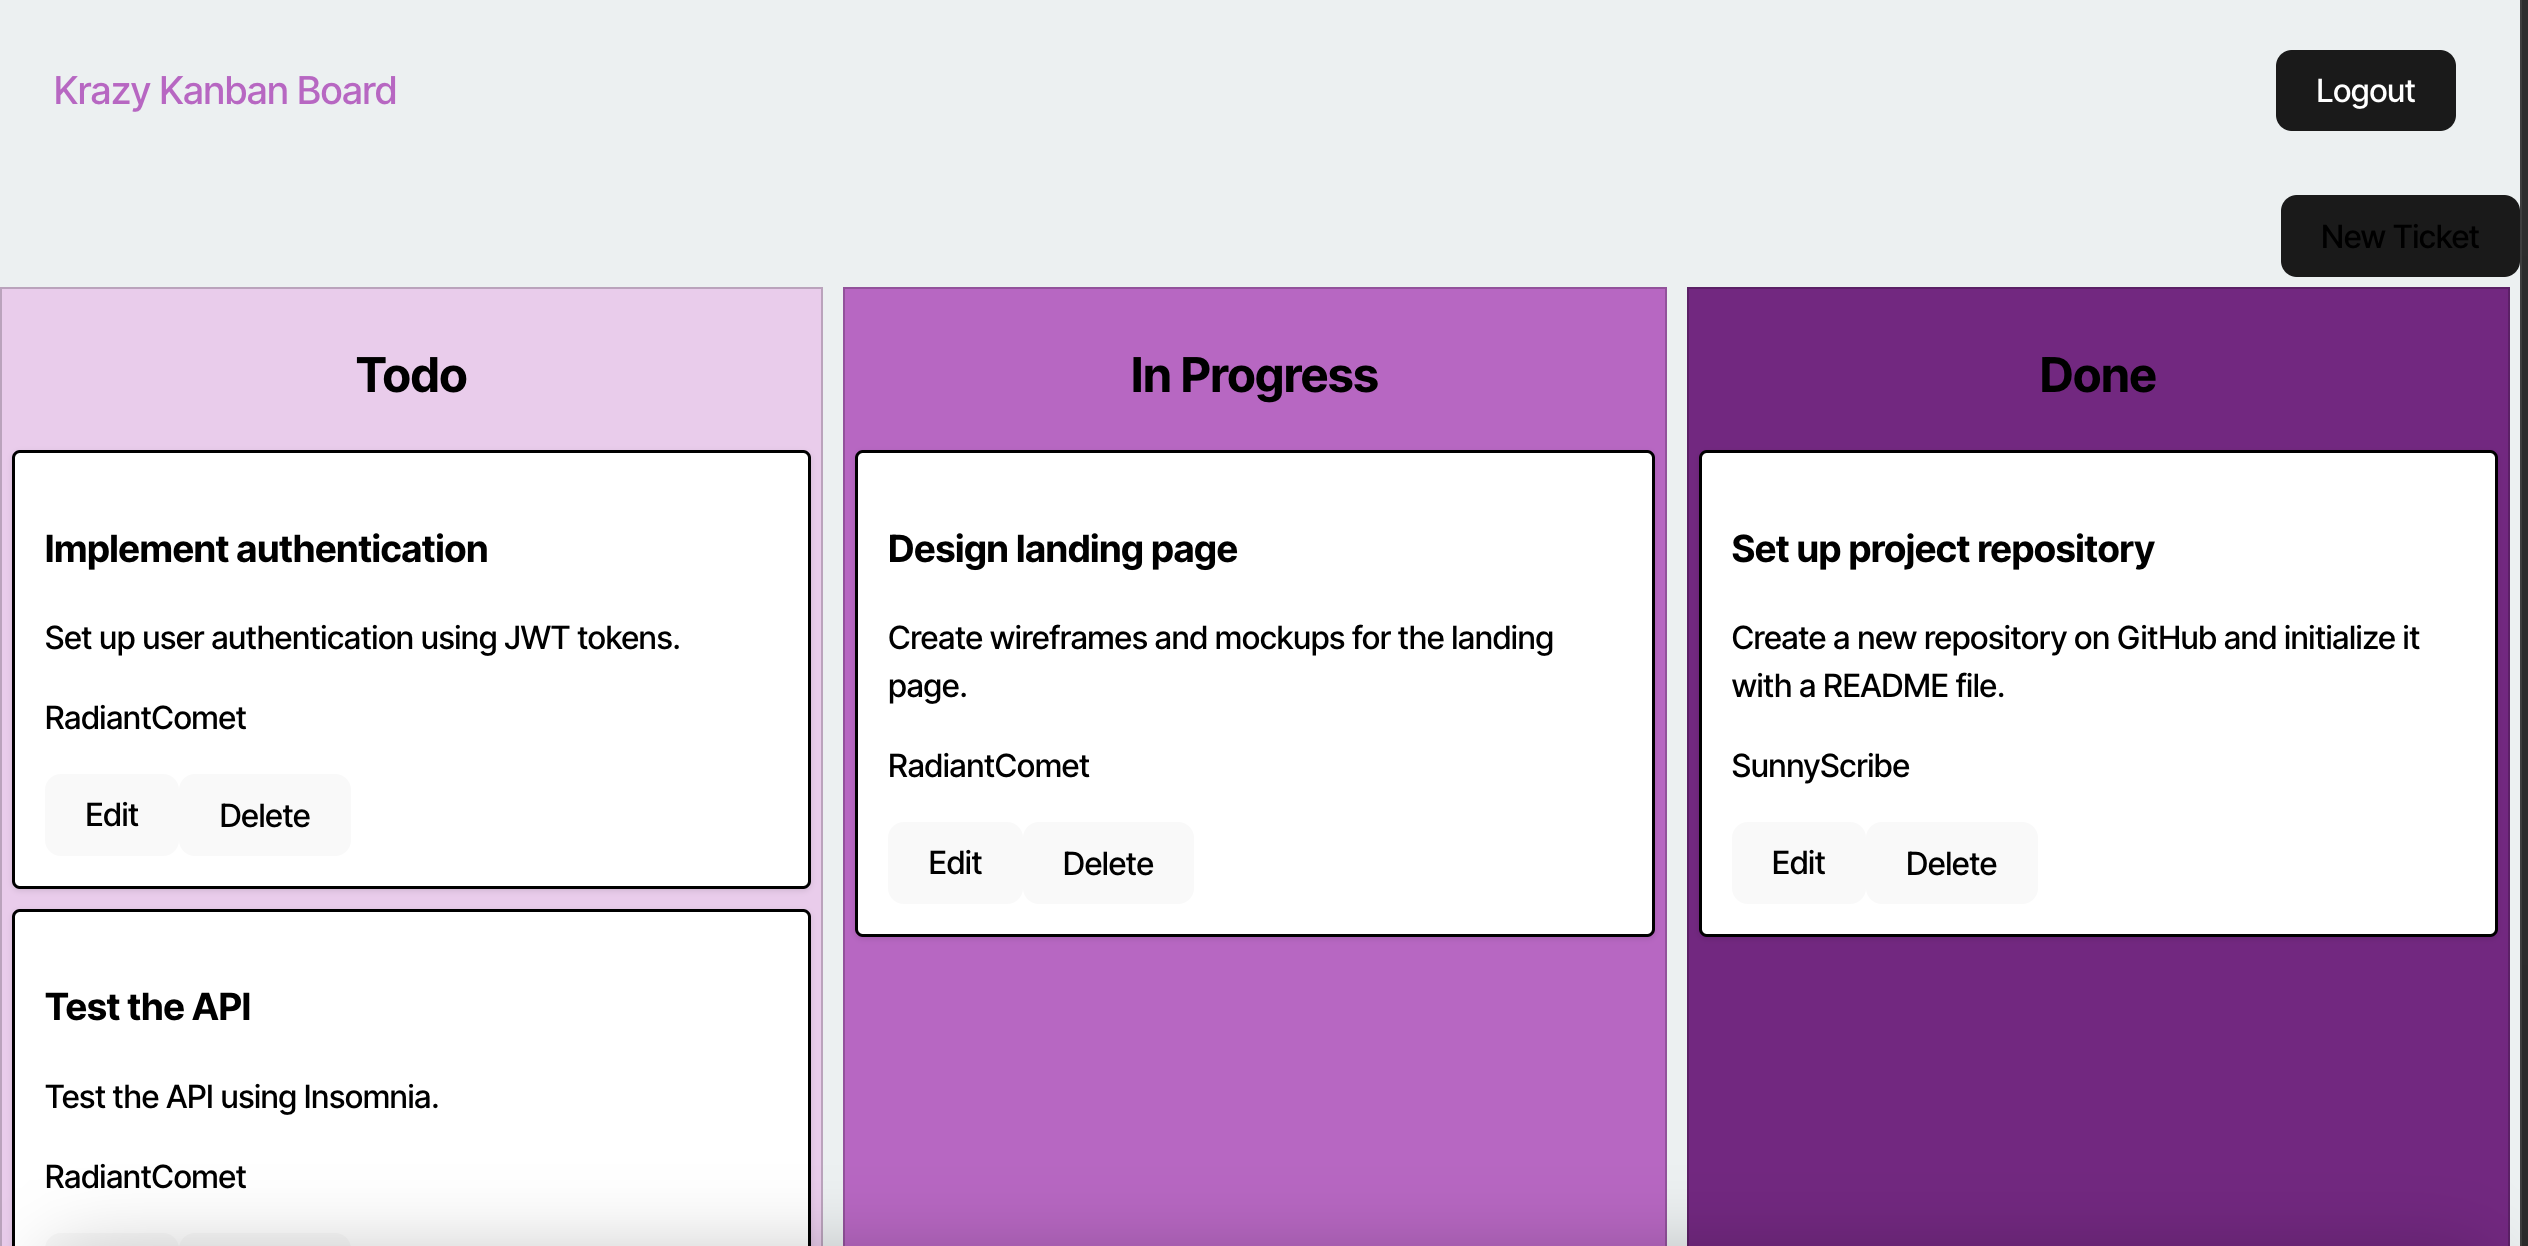 Krazy Kanban Board
Logout
New Ticket
Todo
Implement authentication
Set up user authentication using JWT tokens.
RadiantComet
Edit
Delete
Test the API
Test the API using Insomnia.
RadiantComet
In Progress
Design landing page
Create wireframes and mockups for the landing
page.
RadiantComet
Edit
Delete
Done
Set up project repository
Create a new repository on GitHub and initialize it
with a README file.
SunnyScribe
Edit
Delete